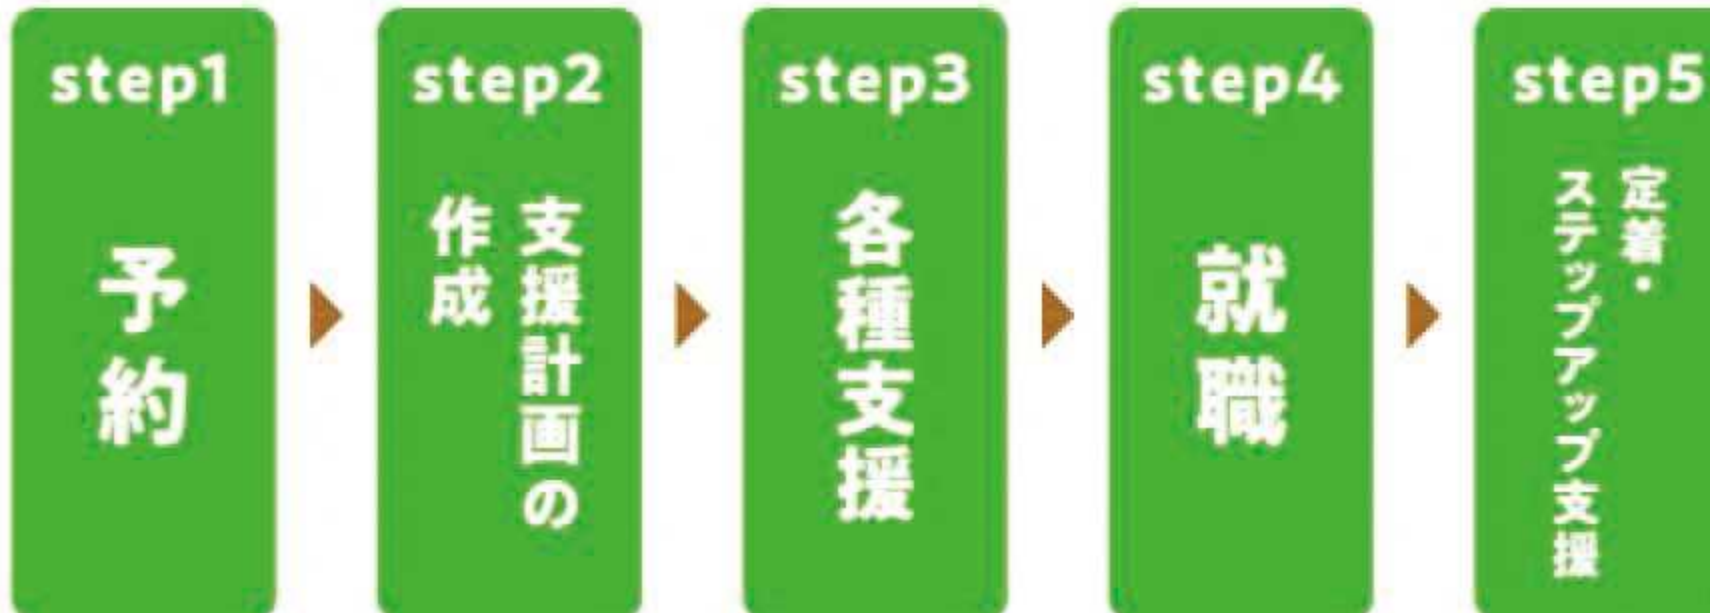 step1
予約
step2
支援計画の
作成
step3
各種支援
step4
就職
step5
定着・
ステップアップ支援